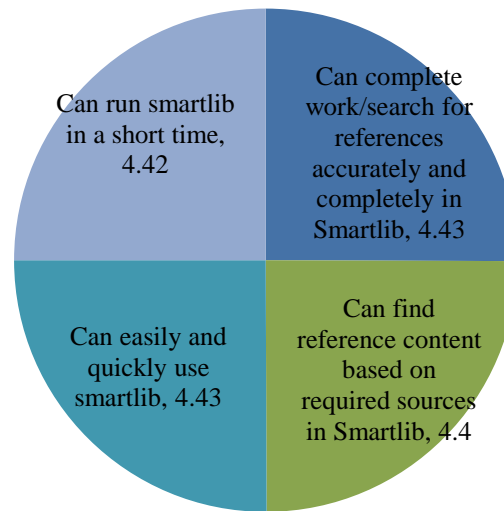 Can run smartlib
in a short time,
4.42
Can complete
work/search for
references
accurately and
completely in
Smartlib, 4.43
Can easily and
quickly use
smartlib, 4.43
Can find
reference content
based on
required sources
in Smartlib, 4.4